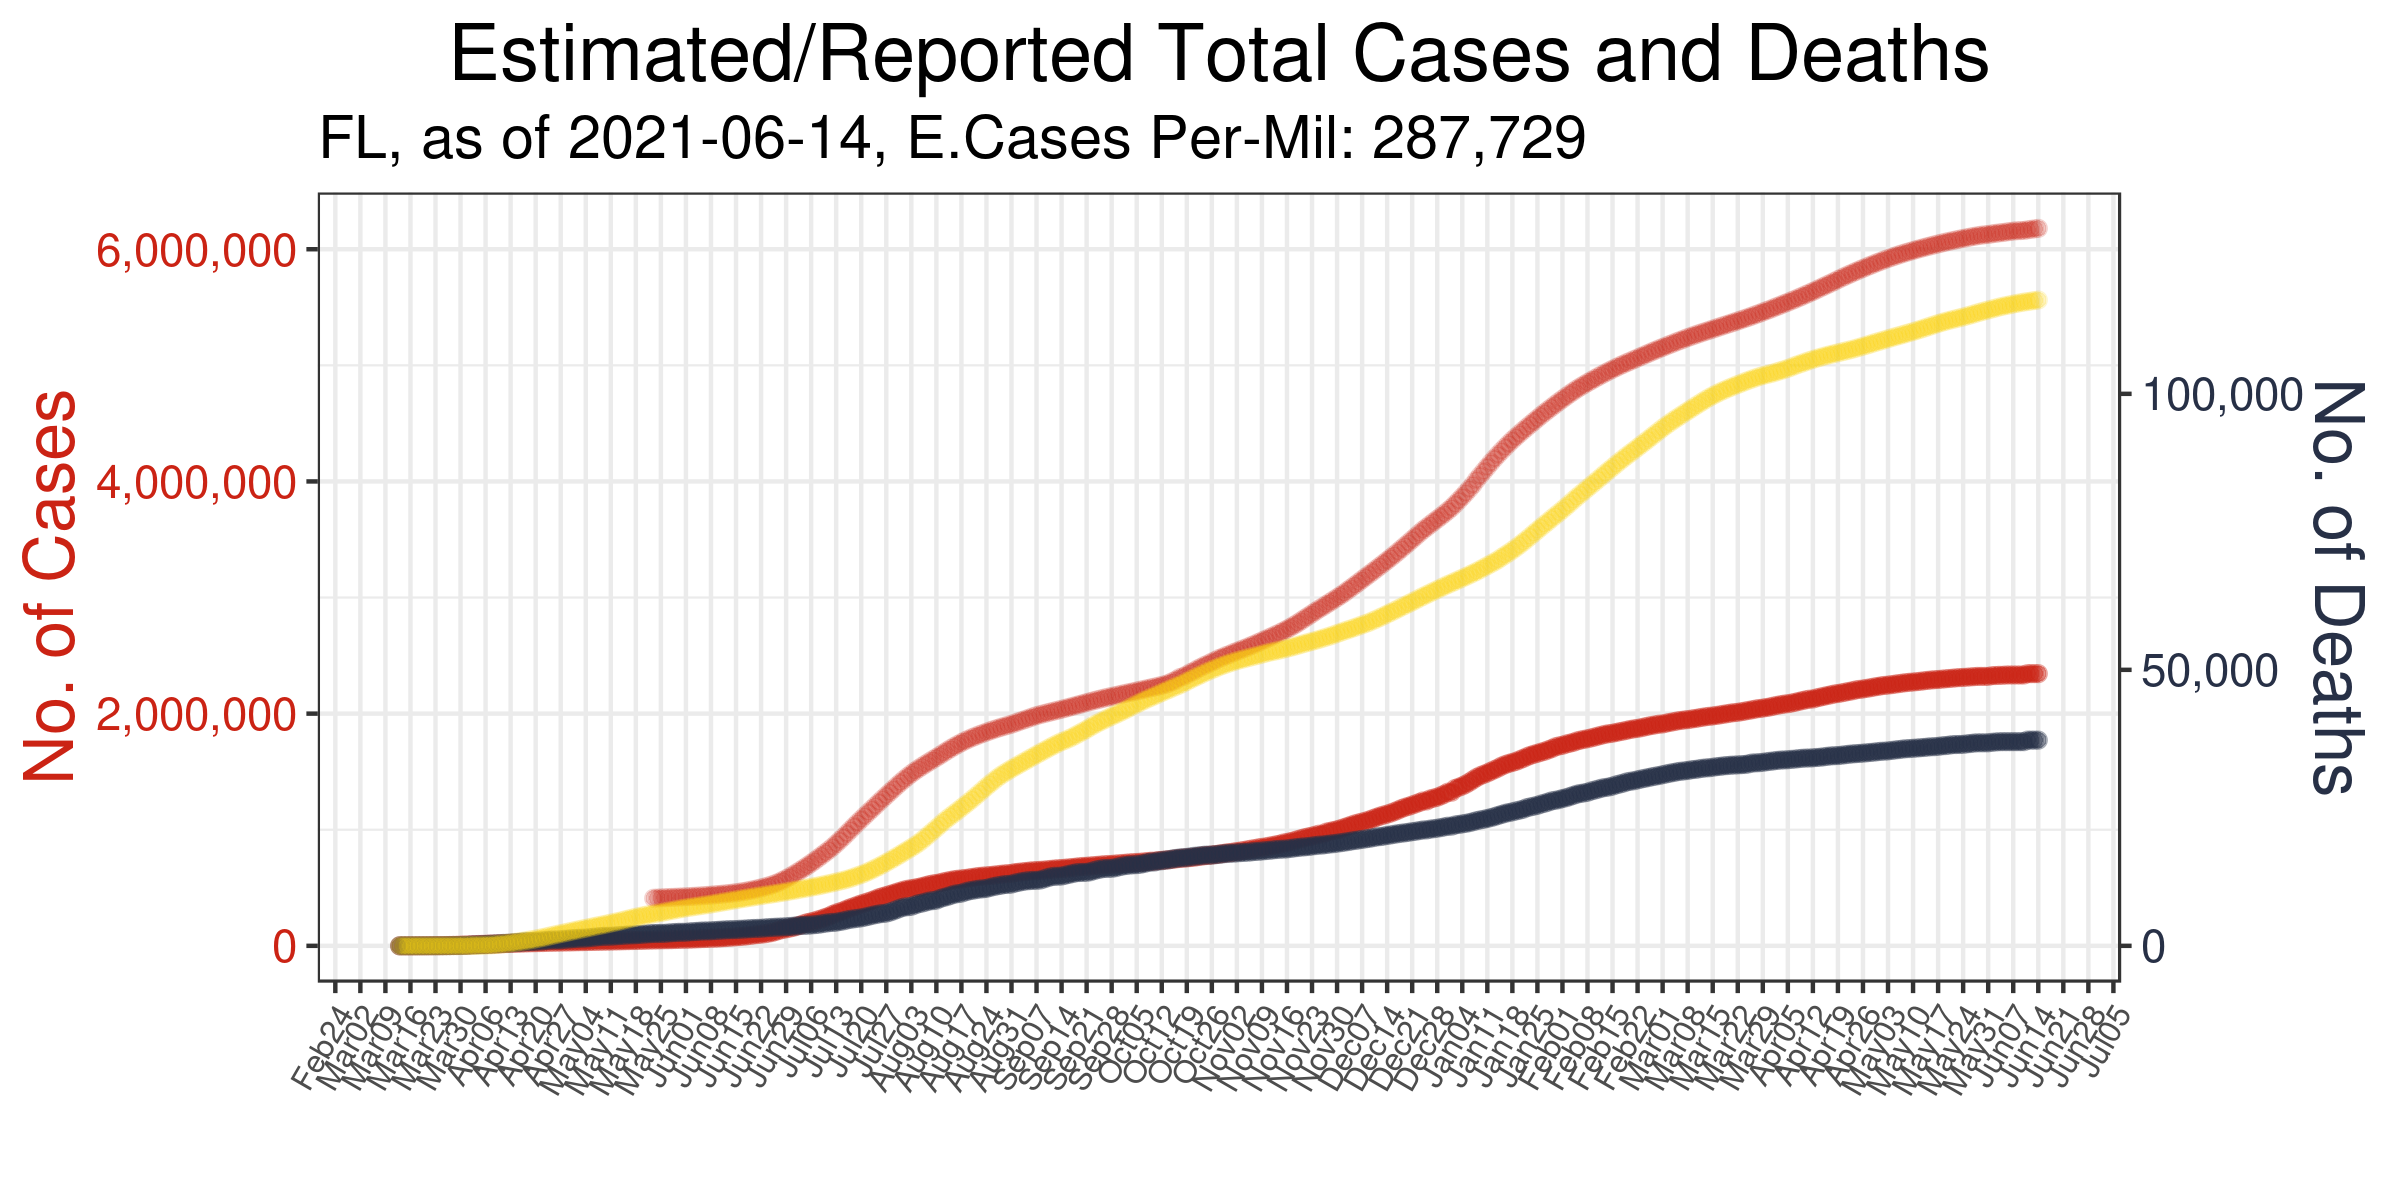 Estimated/Reported Total Cases and Deaths
FL, as of 2021-06-14, E.Cases Per-Mil: 287,729
No. of Cases
6,000,000
4,000,000
2,000,000
0
100,000
50,000
0
No. of Deaths
Feb24
Mar02
Mar09
Mar16
Mar23
Mar30
Apr06
Apr13
Apr20
Apr27
May04
May11
May18
May25
Jun01
Jun08
Jun15
Jun22
Jun29
Jul06
Jul13
Jul20
Jul27
Aug03
Aug10
Aug17
Aug24
Aug31
Sep07
Sep14
Sep21
Sep28
Oct05
Oct12
Oct19
Oct26
Nov02
Nov09
Nov16
Nov23
Nov30
Dec07
Dec14
Dec21
Dec28
Jan04
Jan11
Jan18
Jan25
Feb01
Feb08
Feb15
Feb22
Mar01
Mar08
Mar15
Mar22
Mar29
Apr05
Apr12
Apr19
Apr26
May03
May10
May17
May24
May31
Jun07
Jun14
Jun21
Jun28
Jul05